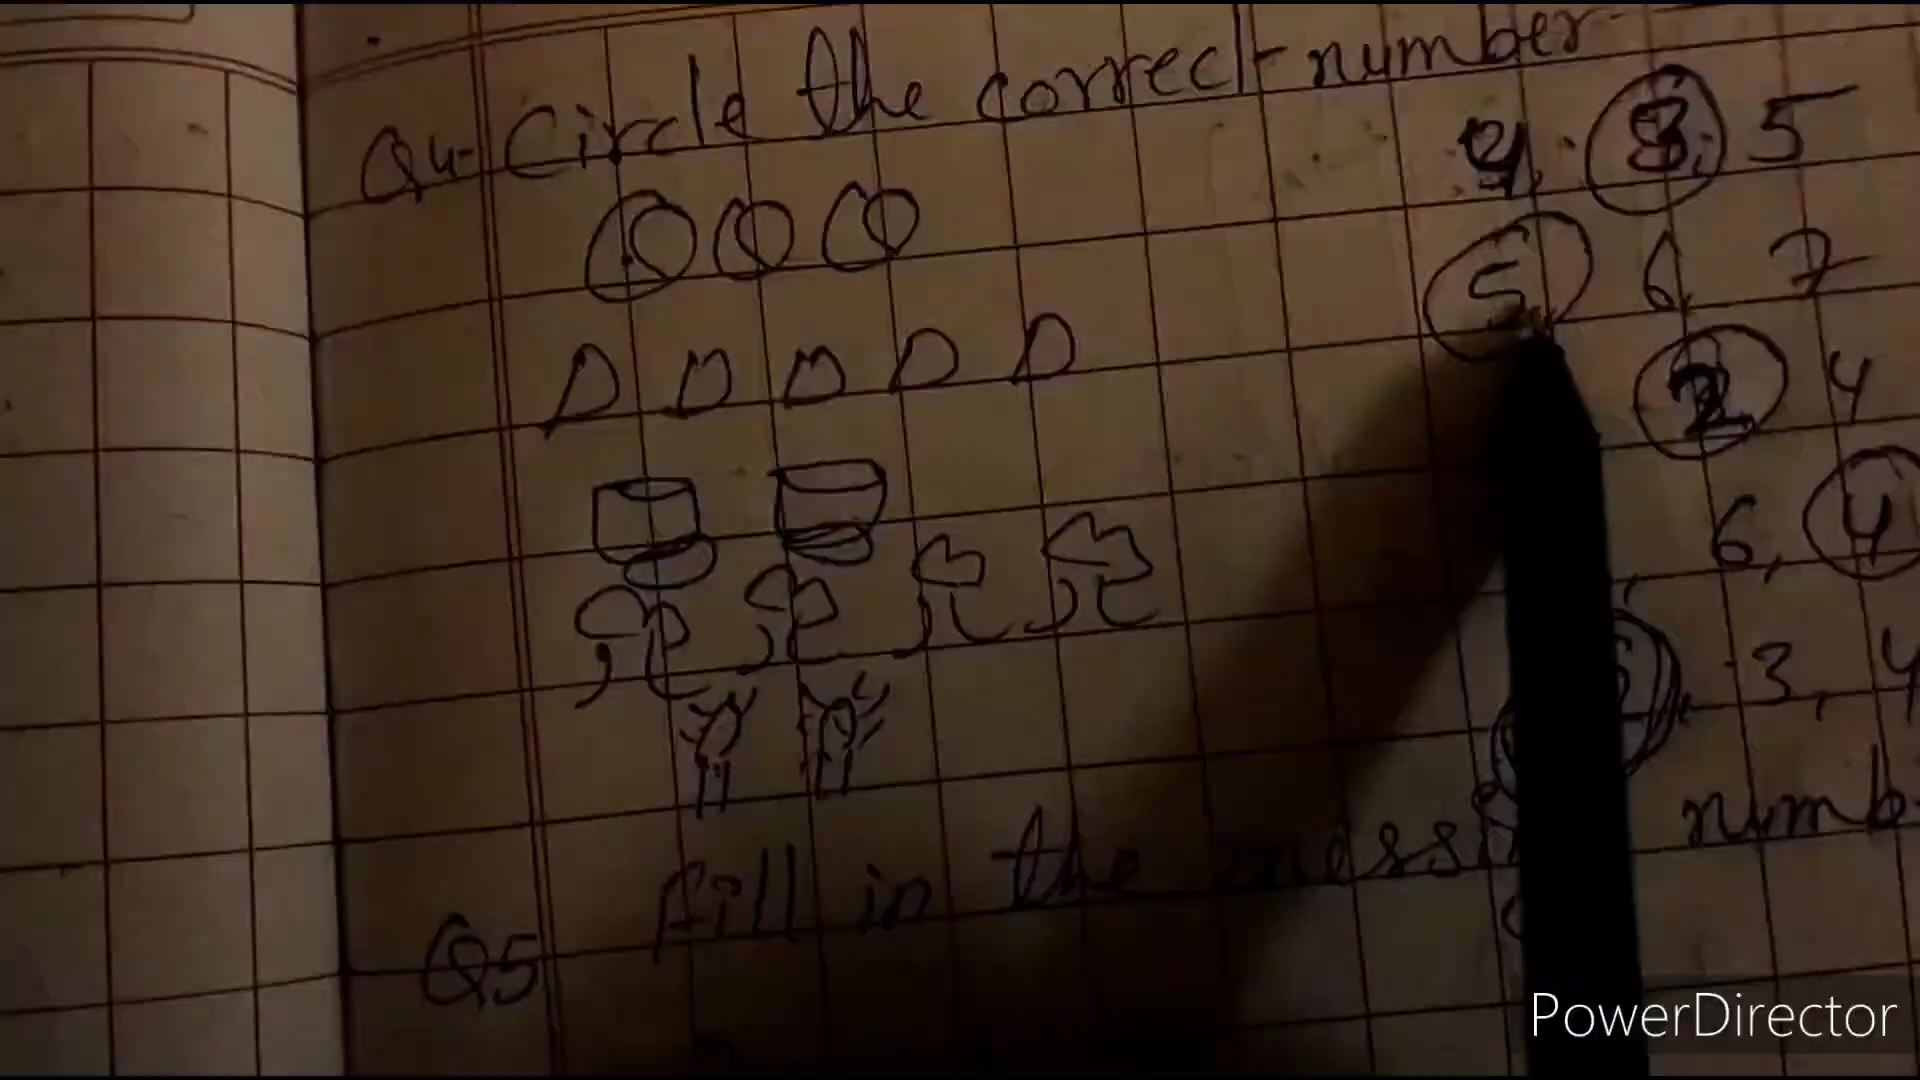 Q4- Circle the correct number
4, 3, 5
5 6, 7
2 4
6, 4
3, 4
Q5 fill in the
PowerDirector